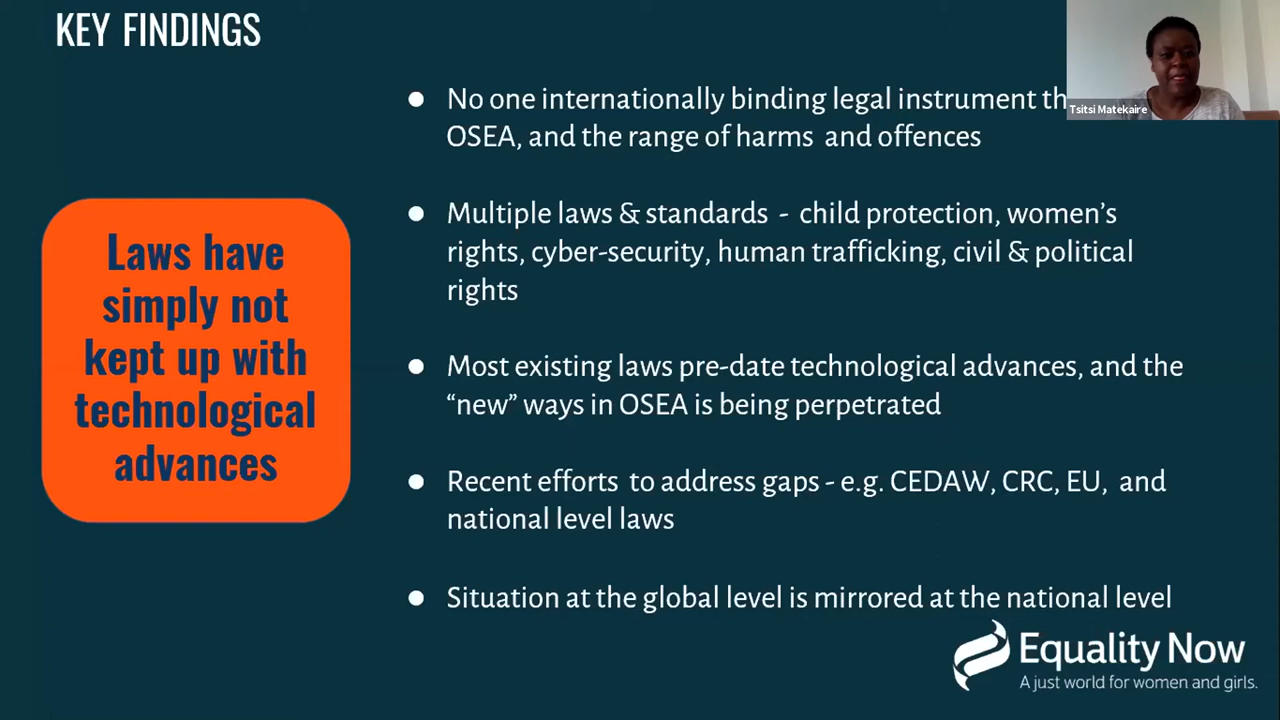 KEY FINDINGS
Tsitsi Matekaire
Laws have
simply not
kept up with
technological
advances
● No one internationally binding legal instrument
OSEA, and the range of harms and offences
● Multiple laws & standards - child protection, women's
rights, cyber-security, human trafficking, civil & political
rights
● Most existing laws pre-date technological advances, and the
“new” ways in OSEA is being perpetrated
● Recent efforts to address gaps - e.g. CEDAW, CRC, EU, and
national level laws
● Situation at the global level is mirrored at the national level
Equality Now
A just world for women and girls.